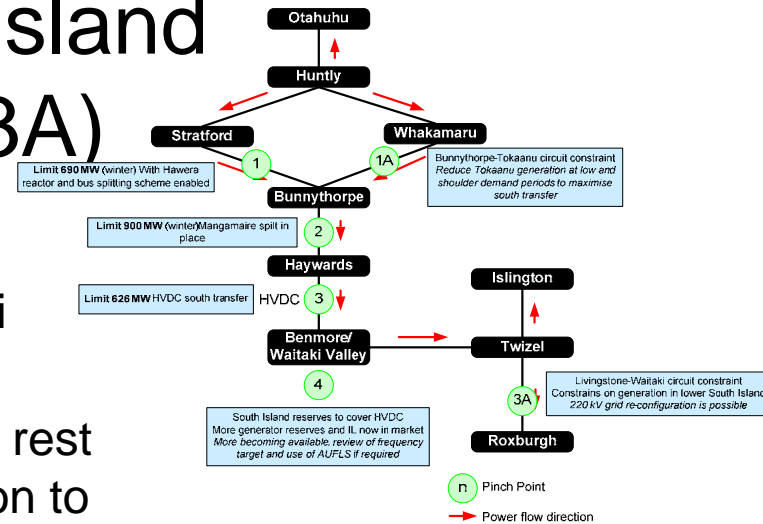 sland
3A)
i
rest
on to
Otahuhu
Huntly
Stratford
Whakamaru
1
1A
Limit 690 MW (winter) With Hawera
reactor and bus splitting scheme enabled
Bunnythorpe-Tokaanu circuit constraint
Reduce Tokaanu generation at low and
shoulder demand periods to maximise
south transfer
Bunnythorpe
Limit 900 MW (winter)Mangamaire spilt in
place
2
Haywards
Limit 626 MW HVDC south transfer
HVDC
3
Islington
Benmore/
Waitaki Valley
Twizel
4
3A
Livingstone-Waitaki circuit constraint
Constrains on generation in lower South Island
220 kV grid re-configuration is possible
South Island reserves to cover HVDC
More generator reserves and IL now in market
More becoming available, review of frequency
target and use of AUFLS if required
Roxburgh
n Pinch Point
Power flow direction